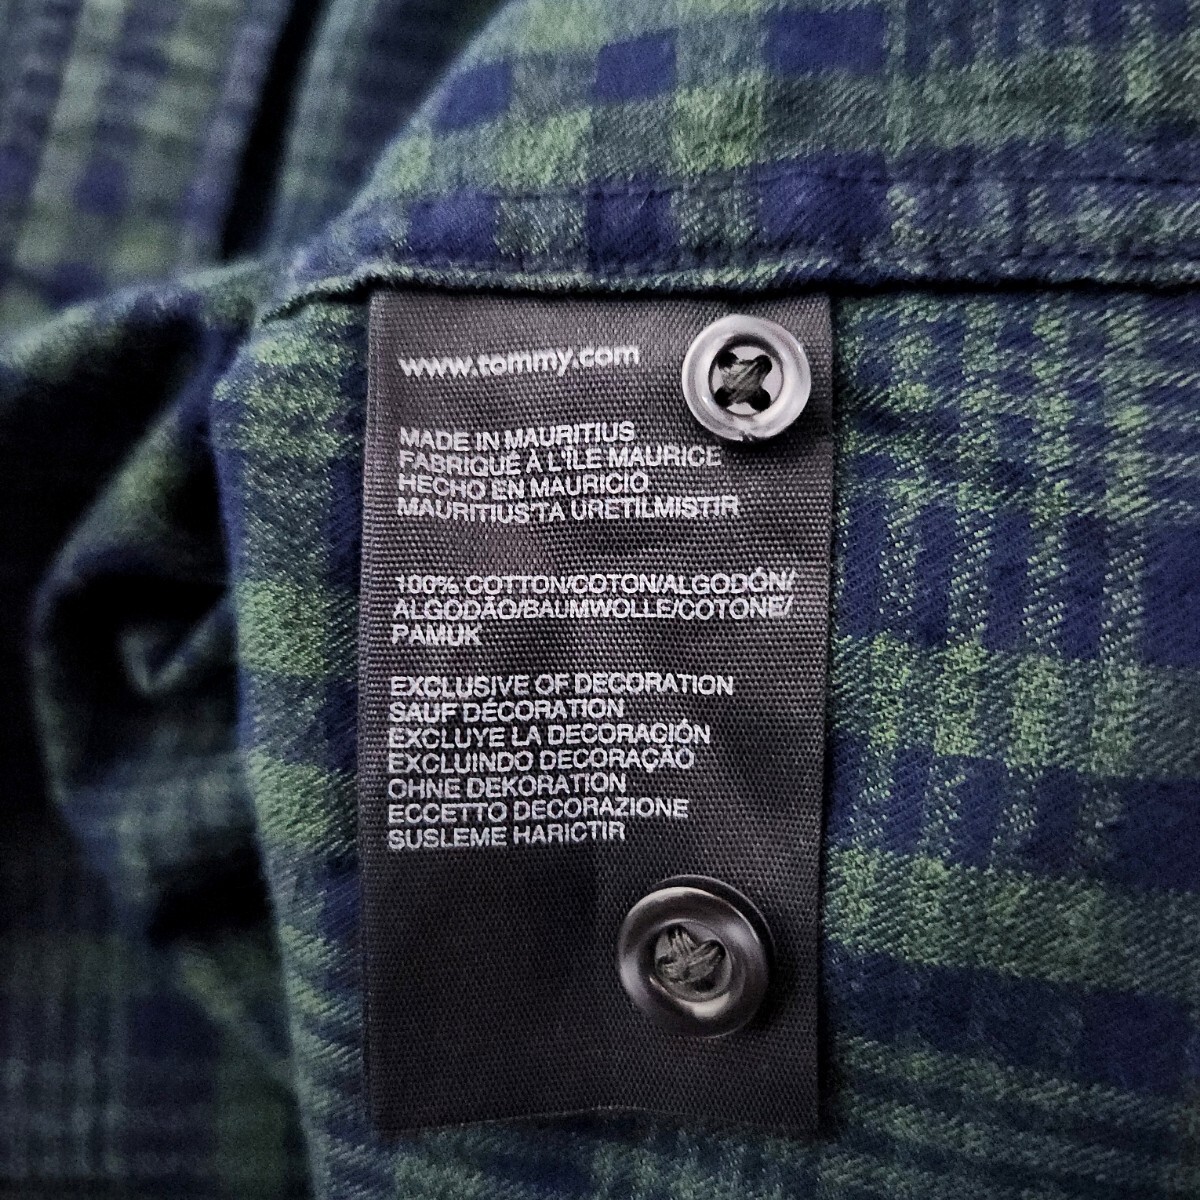 www.tommy.com
MADE IN MAURITIUS
FABRIQUÉ À L'ÎLE MAURICE
HECHO EN MAURICIO
MAURITIUS'TA URETILMISTIR
100% COTTON/COTON/ALGODÓN/
ALGODÃO/BAUMWOLLE/COTONE/
PAMUK
EXCLUSIVE OF DECORATION
SAUF DÉCORATION
EXCLUYE LA DECORACIÓN
EXCLUINDO DECORAÇÃO
OHNE DEKORATION
ECCETTO DECORAZIONE
SUSLEME HARICTIR